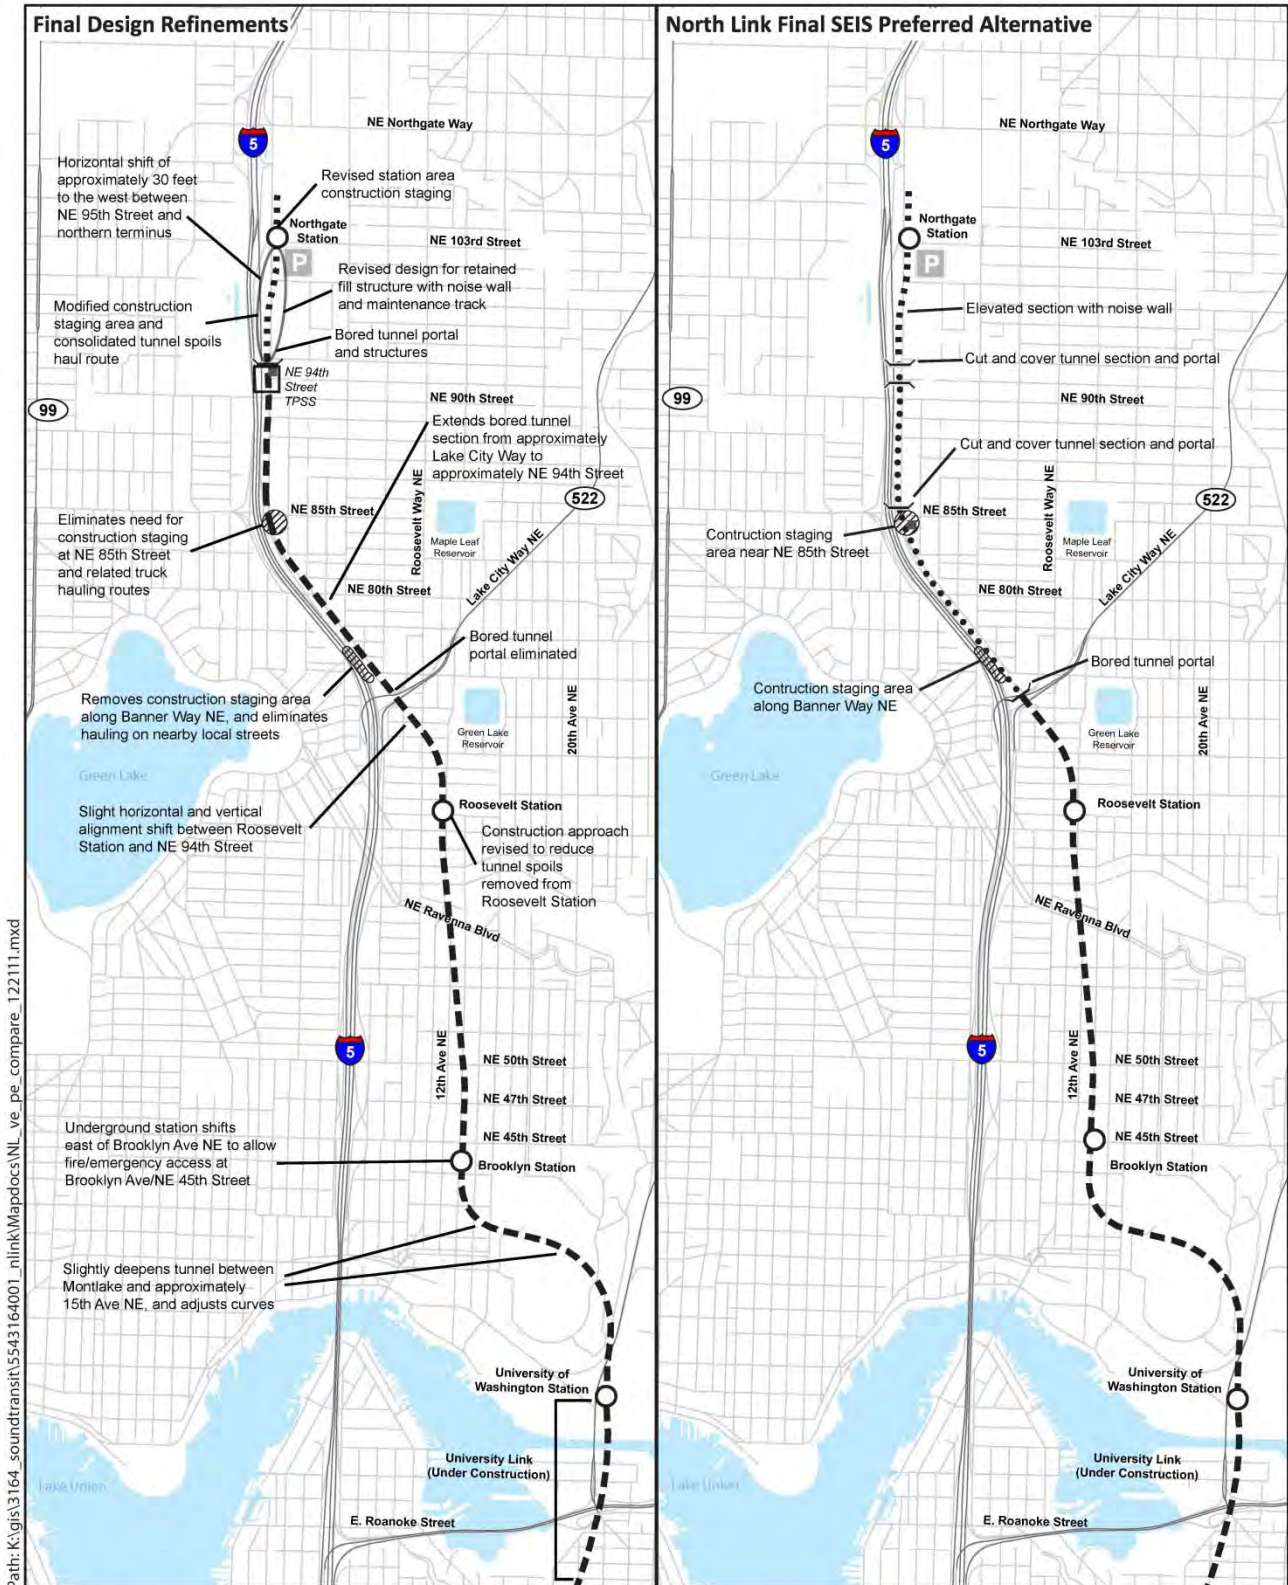 Final Design Refinements
5
NE Northgate Way
Horizontal shift of
approximately 30 feet
to the west between
NE 95th Street and
northern terminus
Revised station area
construction staging
Northgate
Station
NE 103rd Street
P
Revised design for retained
fill structure with noise wall
and maintenance track
Modified construction
staging area and
consolidated tunnel spoils
haul route
Bored tunnel portal
and structures
NE 94th
Street
TPSS
NE 90th Street
99
Extends bored tunnel
section from approximately
Lake City Way to
approximately NE 94th Street
522
Roosevelt Way NE
NE 85th Street
Eliminates need for
construction staging
at NE 85th Street
and related truck
hauling routes
Maple Leaf
Reservoir
Lake City Way NE
NE 80th Street
Bored tunnel
portal eliminated
Removes construction staging area
along Banner Way NE, and eliminates
hauling on nearby local streets
20th Ave NE
Green Lake
Reservoir
Green Lake
Slight horizontal and vertical
alignment shift between Roosevelt
Station and NE 94th Street
Roosevelt Station
Construction approach
revised to reduce
tunnel spoils
removed from
Roosevelt Station
NE Ravenna Blvd
5
12th Ave NE
NE 50th Street
NE 47th Street
NE 45th Street
Underground station shifts
east of Brooklyn Ave NE to allow
fire/emergency access at
Brooklyn Ave/NE 45th Street
Brooklyn Station
Slightly deepens tunnel between
Montlake and approximately
15th Ave NE, and adjusts curves
University of
Washington Station
University Link
(Under Construction)
Lake Union
E. Roanoke Street
Path: K:\gis\3164_soundtransit\5543164001_nlink\Mapdocs\NL_ve_pe_compare_122111.mxd
North Link Final SEIS Preferred Alternative
5
NE Northgate Way
Northgate
Station
NE 103rd Street
P
Elevated section with noise wall
Cut and cover tunnel section and portal
99
NE 90th Street
Cut and cover tunnel section and portal
522
Roosevelt Way NE
NE 85th Street
Contruction staging
area near NE 85th Street
Maple Leaf
Reservoir
Lake City Way NE
NE 80th Street
Bored tunnel portal
Contruction staging area
along Banner Way NE
20th Ave NE
Green Lake
Reservoir
Green Lake
Roosevelt Station
NE Ravenna Blvd
5
12th Ave NE
NE 50th Street
NE 47th Street
NE 45th Street
Brooklyn Station
University of
Washington Station
University Link
(Under Construction)
Lake Union
E. Roanoke Street